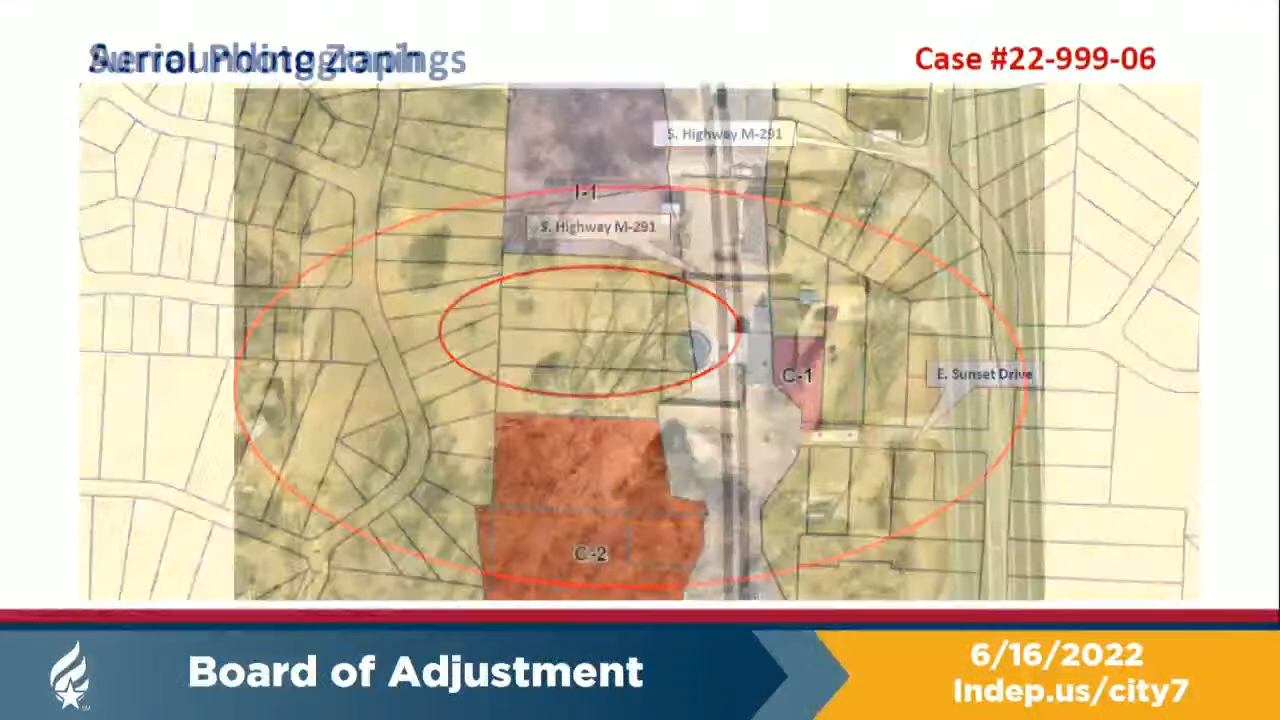 Case #22-999-06
S. Highway M-291
I-1
S. Highway M-291
C-1
E. Sunset Drive
C-2
Board of Adjustment
6/16/2022
Indep.us/city7